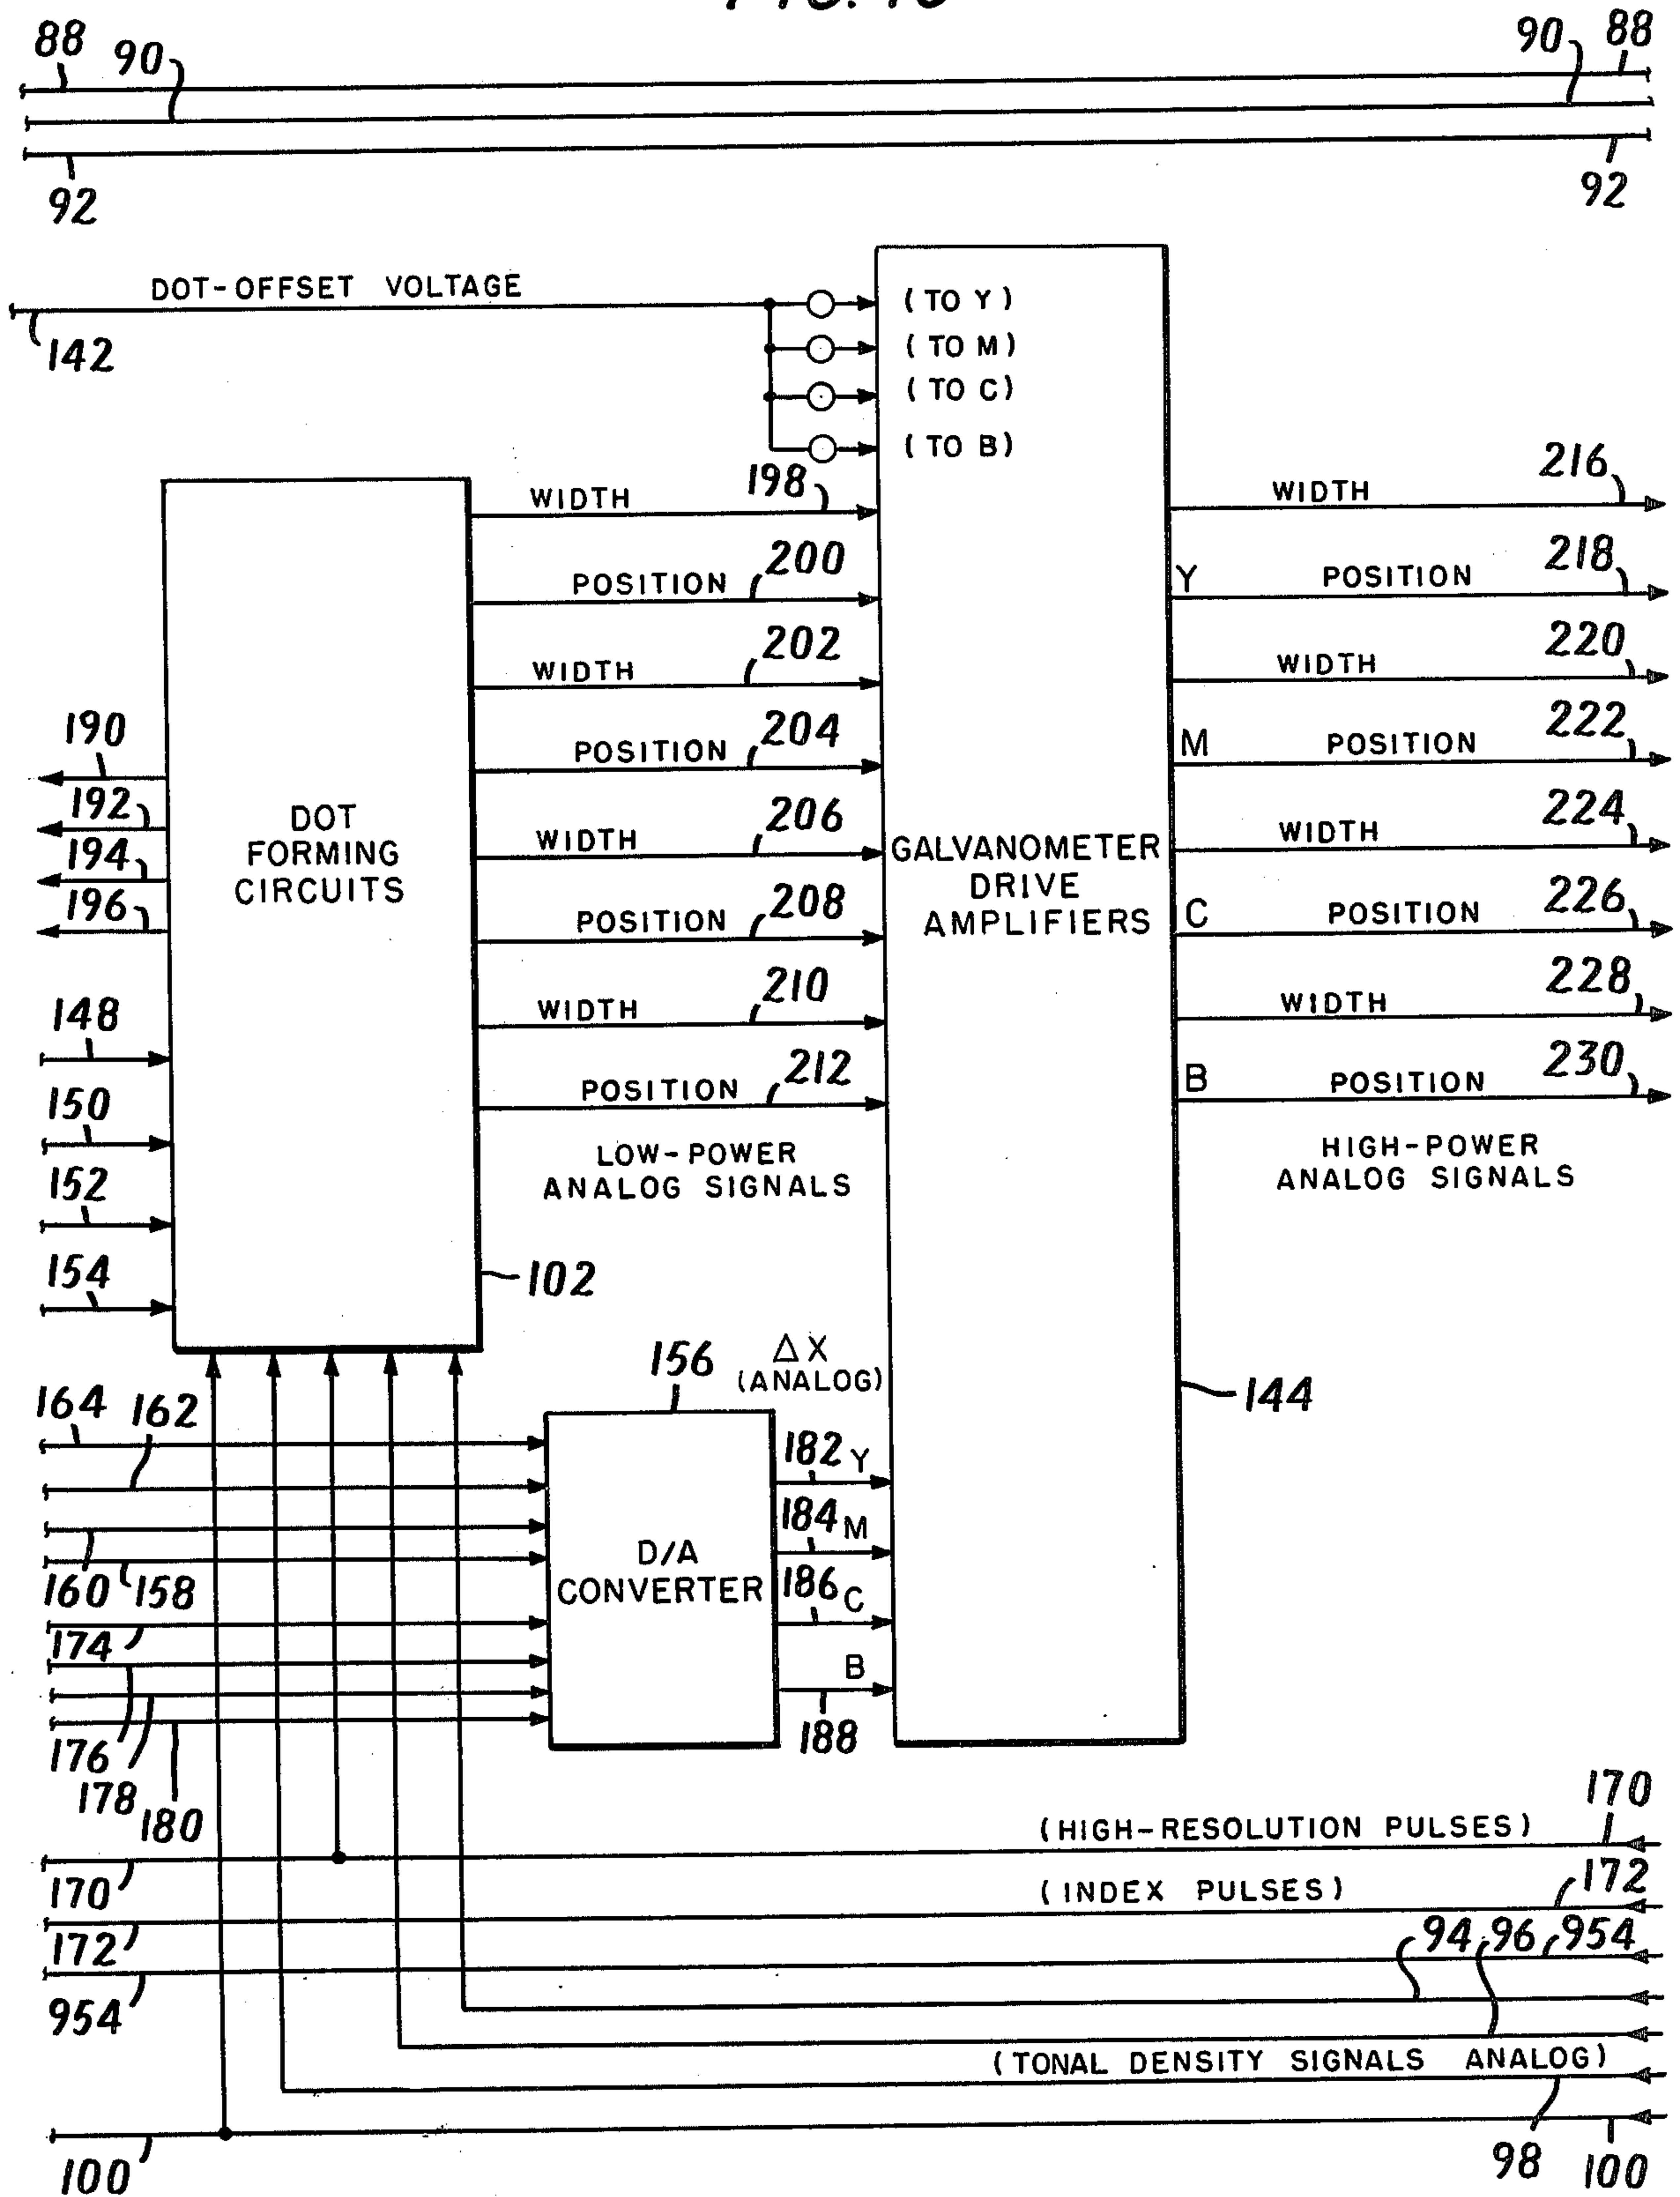 88 90 90 88
92 92
DOT-OFFSET VOLTAGE
142
(TO Y)
(TO M)
(TO C)
(TO B)
WIDTH 198
POSITION 200
WIDTH 202
POSITION 204
WIDTH 206
POSITION 208
WIDTH 210
POSITION 212
LOW-POWER
ANALOG SIGNALS
190
192
194
196
148
150
152
154
DOT
FORMING
CIRCUITS
102
GALVANOMETER
DRIVE
AMPLIFIERS
144
WIDTH 216
Y POSITION 218
WIDTH 220
M POSITION 222
WIDTH 224
C POSITION 226
WIDTH 228
B POSITION 230
HIGH-POWER
ANALOG SIGNALS
156
Δ X
(ANALOG)
164 162
160 158
174
176
178
180
D/A
CONVERTER
182 Y
184 M
186 C
B
188
(HIGH-RESOLUTION PULSES) 170
170
(INDEX PULSES) 172
172
94 96 954
954
(TONAL DENSITY SIGNALS ANALOG)
100 98 100